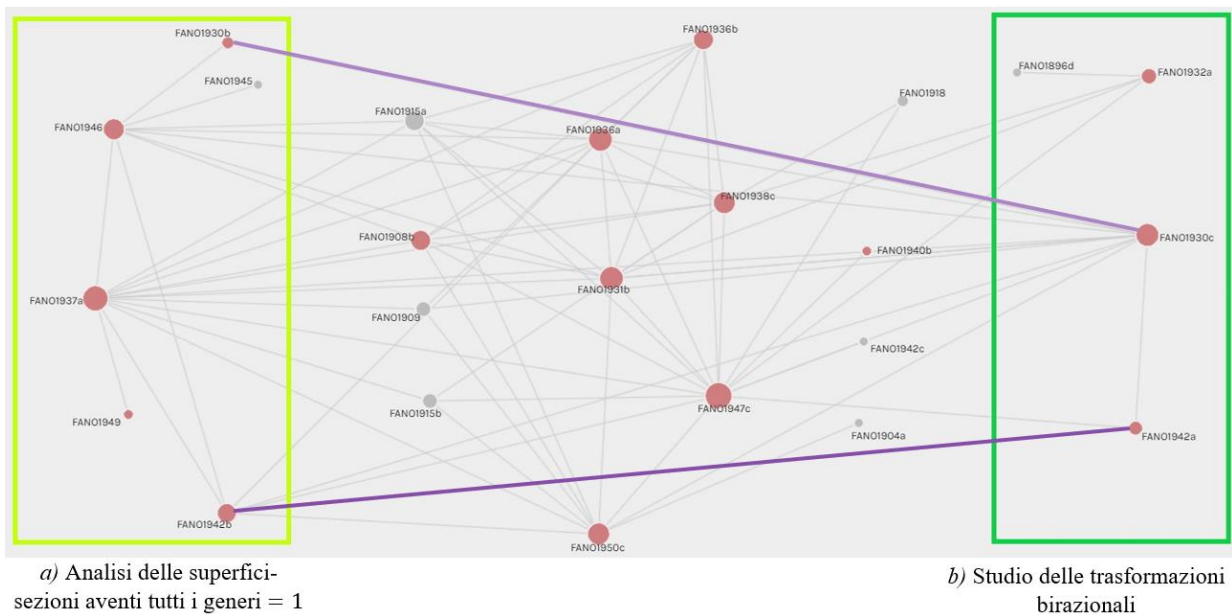 FANO1930b
FANO1936b
FANO1896d
FANO1932a
FANO1945
FANO1918
FANO1915a
FANO1946
FANO1936a
FANO1938c
FANO1908b
FANO1940b
FANO1930c
FANO1931b
FANO1937a
FANO1909
FANO1942c
FANO1915b
FANO1947c
FANO1949
FANO1904a
FANO1942a
FANO1942b
FANO1950c
a) Analisi delle superfici-
sezioni aventi tutti i generi = 1
b) Studio delle trasformazioni
birazionali